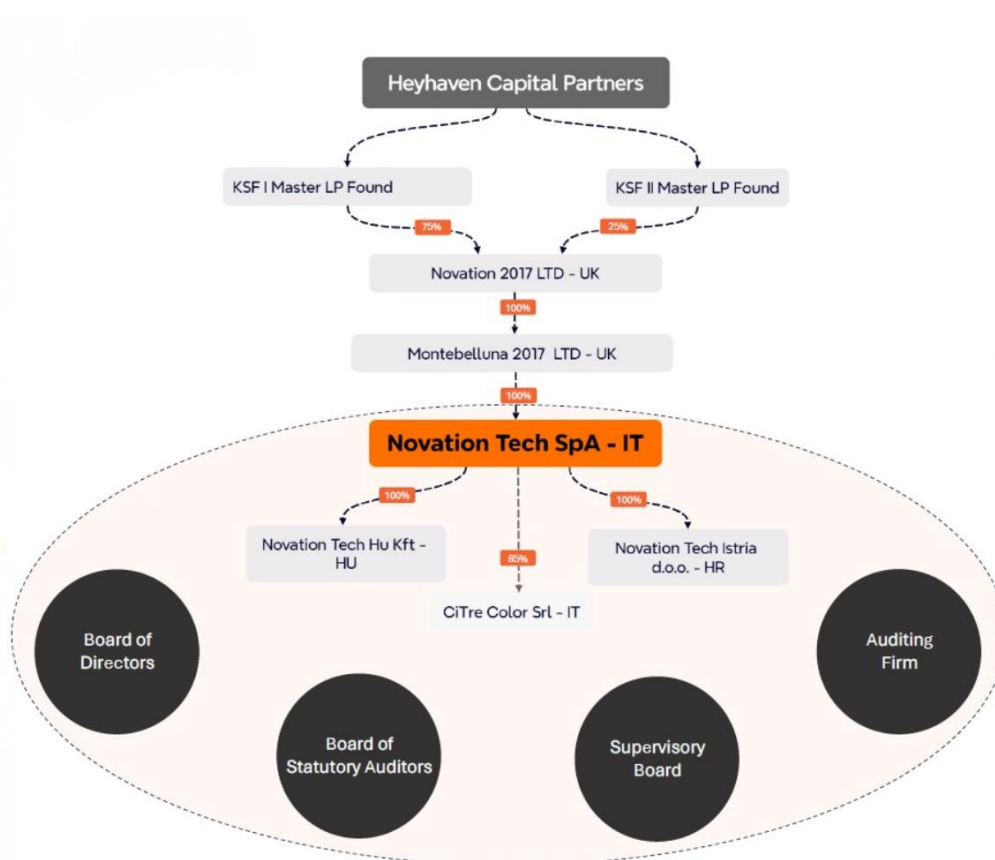 Heyhaven Capital Partners
KSF I Master LP Found
KSF II Master LP Found
75%
25%
Novation 2017 LTD - UK
100%
Montebelluna 2017 LTD - UK
100%
Novation Tech SpA - IT
100%
100%
Novation Tech Hu Kft -
HU
85%
Novation Tech Istria
d.o.o. - HR
CiTre Color Srl - IT
Board of
Directors
Auditing
Firm
Board of
Statutory Auditors
Supervisory
Board